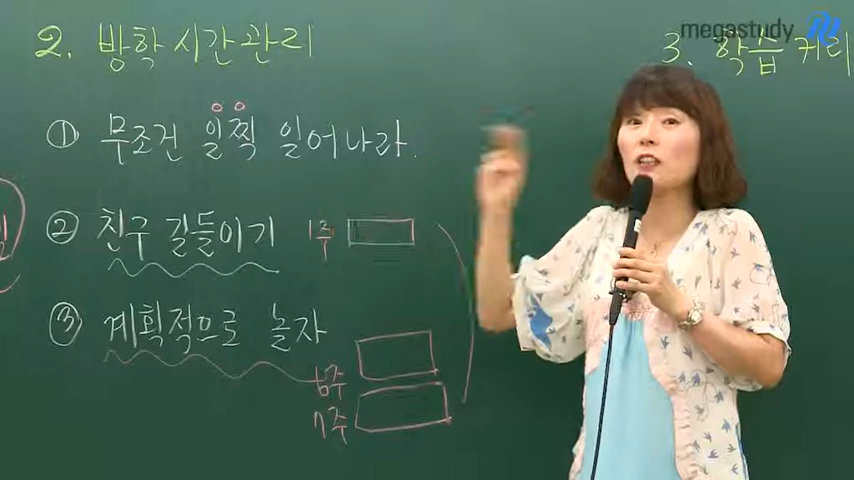 megastudy
2. 방학시간관리
3. 학습커리
① 무조건 일찍 일어나라.
② 친구 길들이기 1주
③ 계획적으로 놀자
6주
7주